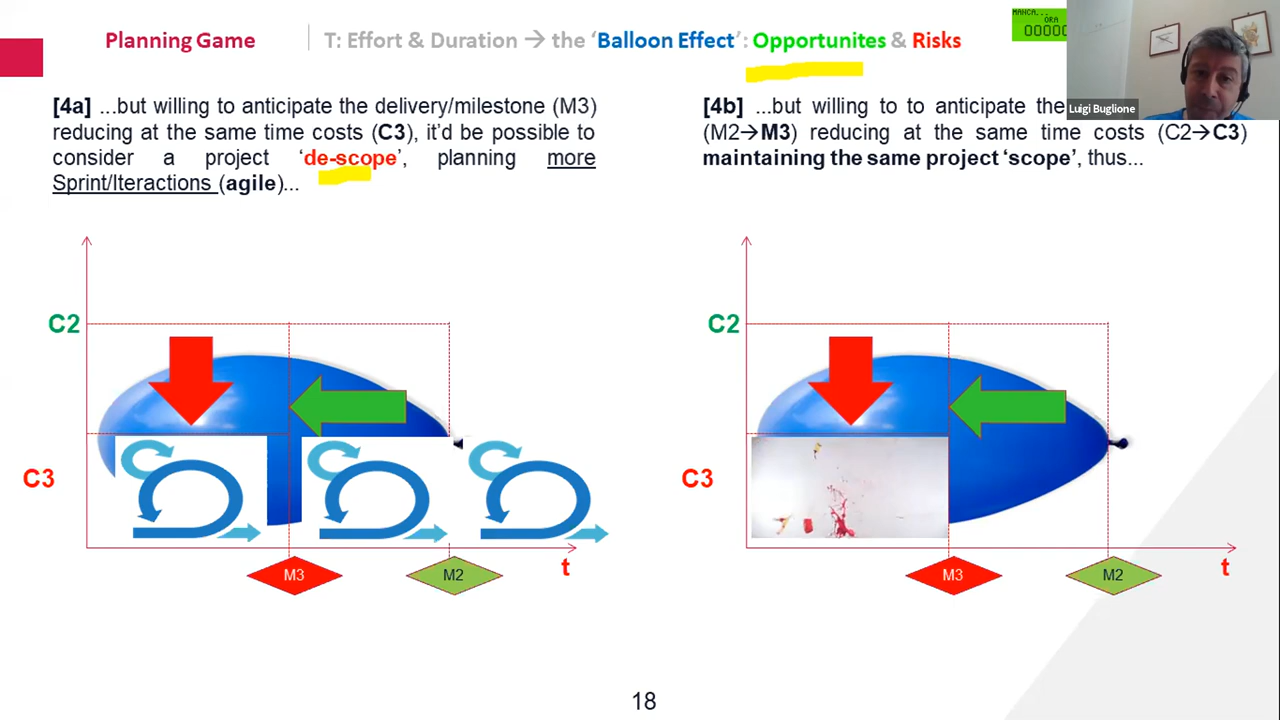 Planning Game
T: Effort & Duration → the ‘Balloon Effect’: Opportunites & Risks
MANCA...
ORA
Luigi Buglione
[4a] ...but willing to anticipate the delivery/milestone (M3)
reducing at the same time costs (C3), it’d be possible to
consider a project ‘de-scope’, planning more
Sprint/Iteractions (agile)...
[4b] ...but willing to to anticipate the
(M2→M3) reducing at the same time costs (C2→C3)
maintaining the same project ‘scope’, thus...
C2
C3
M3
M2
t
C2
C3
M3
M2
t
18